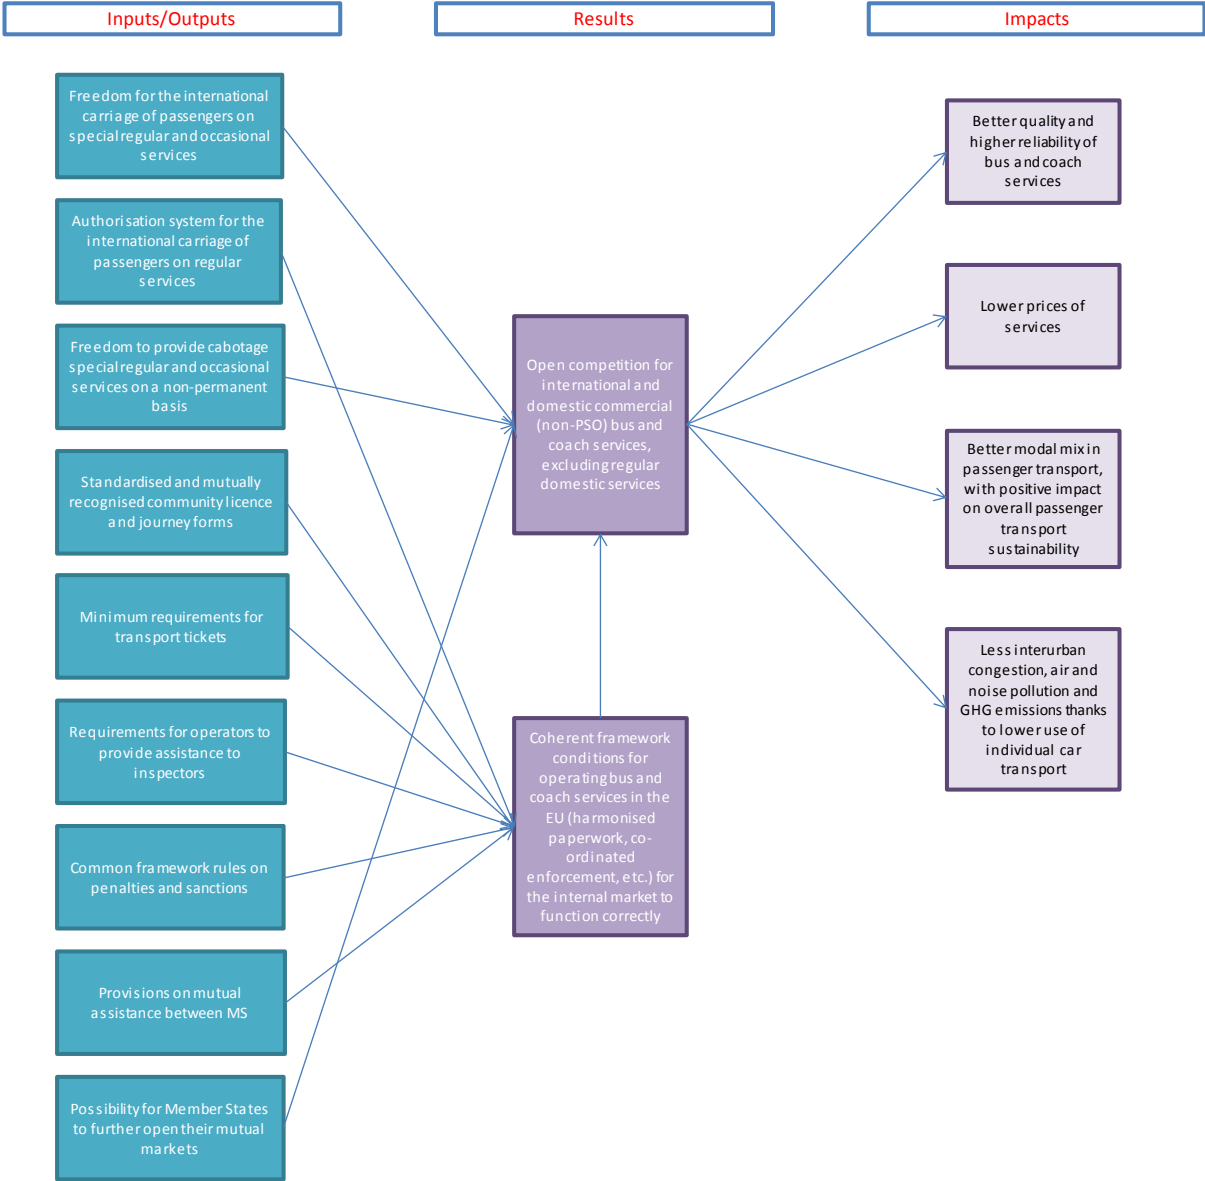 Inputs/Outputs
Results
Impacts
Freedom for the international
carriage of passengers on
special regular and occasional
services
Authorisation system for the
international carriage of
passengers on regular
services
Freedom to provide cabotage
special regular and occasional
services on a non-permanent
basis
Standardised and mutually
recognised community licence
and journey forms
Minimum requirements for
transport tickets
Requirements for operators to
provide assistance to
inspectors
Common framework rules on
penalties and sanctions
Provisions on mutual
assistance between MS
Possibility for Member States
to further open their mutual
markets
Open competition for
international and
domestic commercial
(non-PSO) bus and
coach services,
excluding regular
domestic services
Coherent framework
conditions for
operating bus and
coach services in the
EU (harmonised
paperwork, co-
ordinated
enforcement, etc.) for
the internal market to
function correctly
Better quality and
higher reliability of
bus and coach
services
Lower prices of
services
Better modal mix in
passenger transport,
with positive impact
on overall passenger
transport
sustainability
Less interurban
congestion, air and
noise pollution and
GHG emissions thanks
to lower use of
individual car
transport